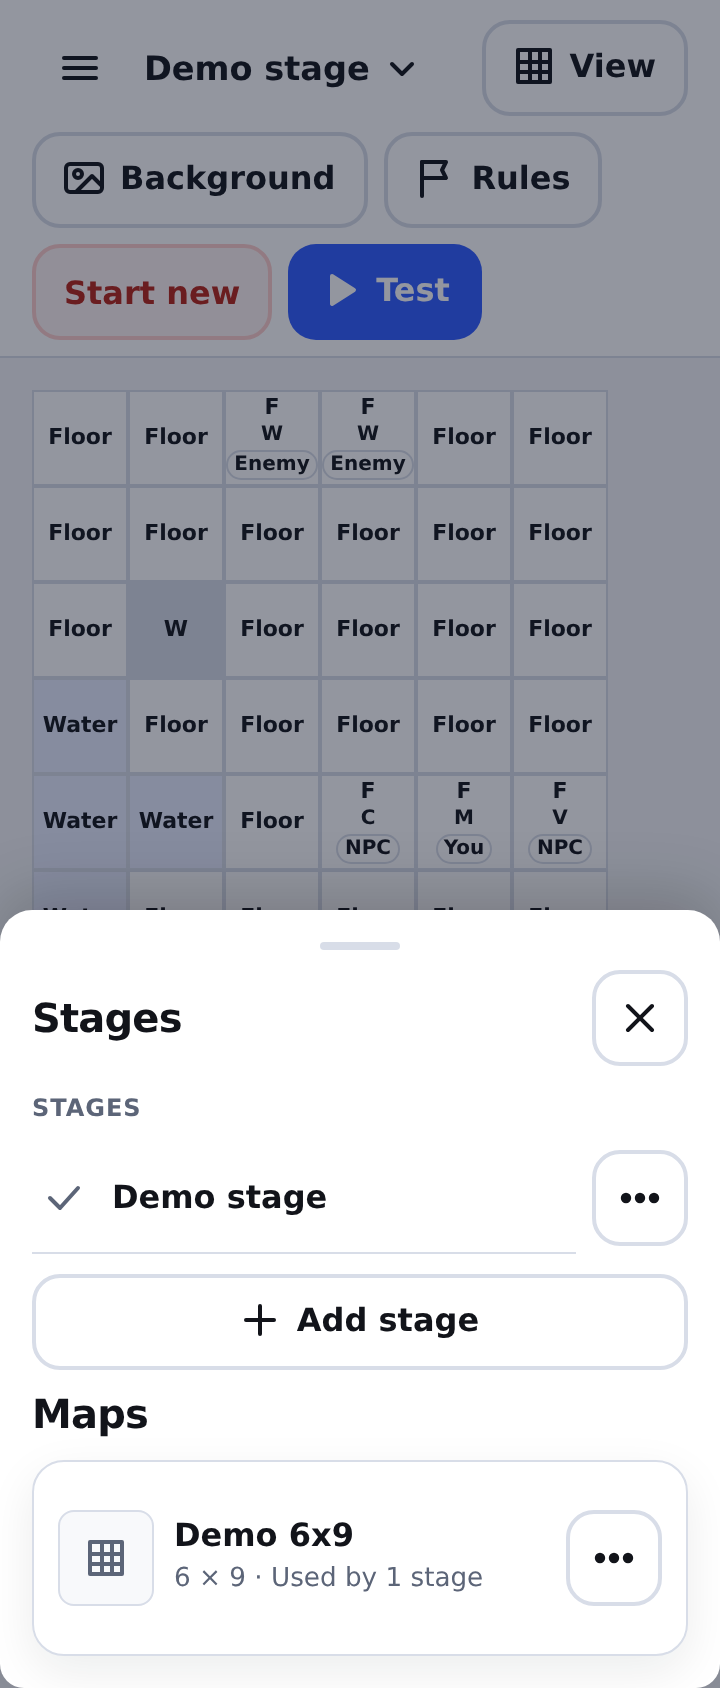 Demo stage
View
Background
Rules
Start new
Test
Floor Floor F W Enemy F W Enemy Floor Floor
Floor Floor Floor Floor Floor Floor
Floor W Floor Floor Floor Floor
Water Floor Floor Floor Floor Floor
Water Water Floor F C NPC F M You F V NPC
Stages
STAGES
Demo stage
Add stage
Maps
Demo 6x9
6 × 9 · Used by 1 stage